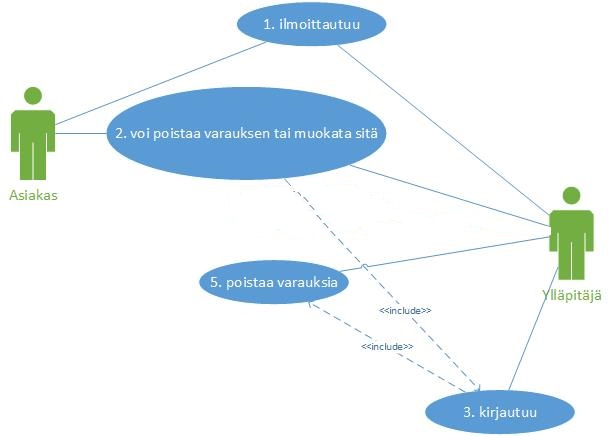 1. ilmoittautuu
2. voi poistaa varauksen tai muokata sitä
Asiakas
5. poistaa varauksia
Ylläpitäjä
<<include>>
<<include>>
3. kirjautuu